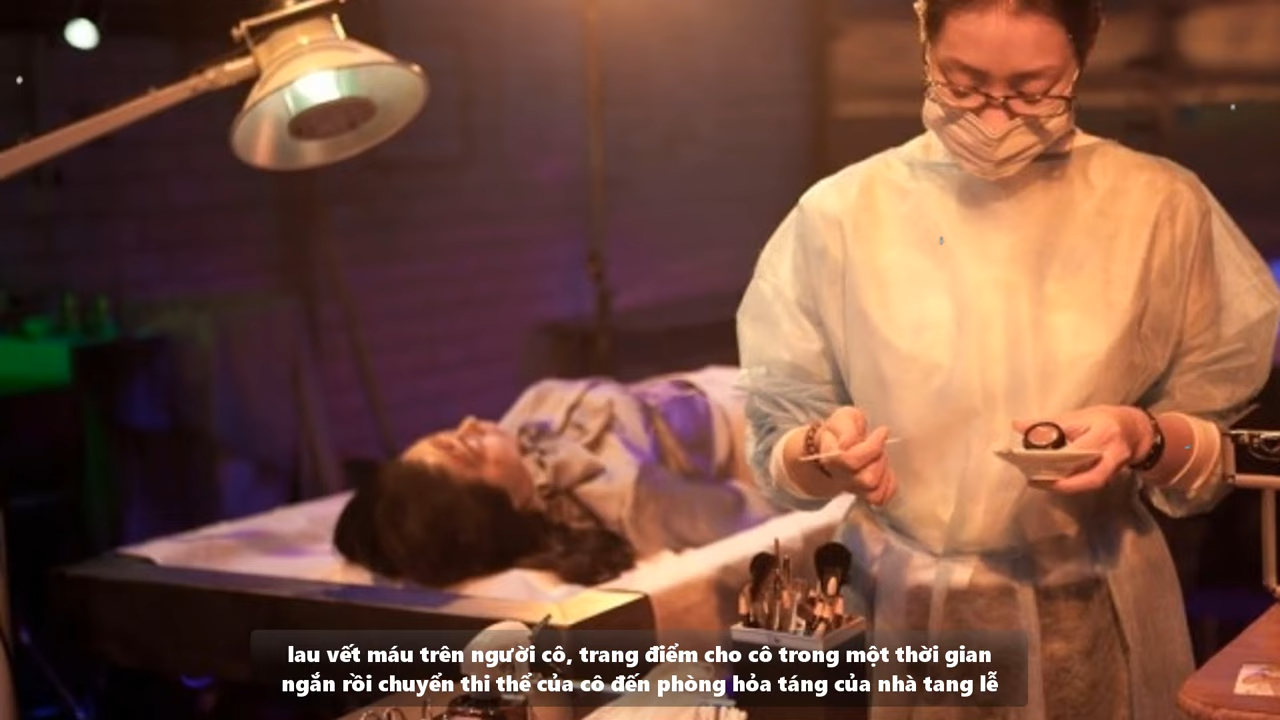 lau vết máu trên người cô, trang điểm cho cô trong một thời gian
ngắn rồi chuyển thi thể của cô đến phòng hỏa táng của nhà tang lễ